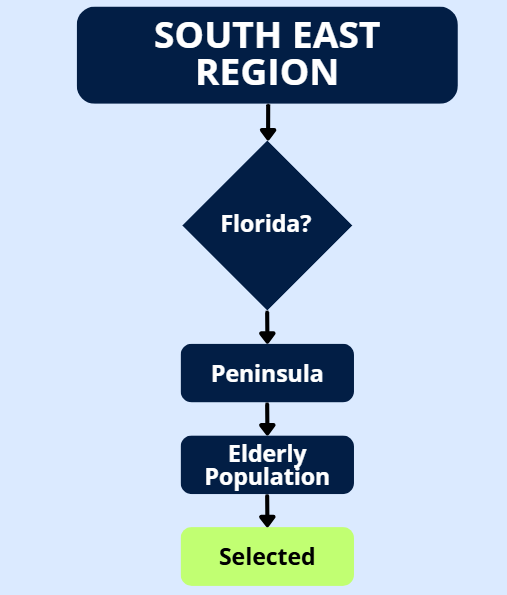 SOUTH EAST
REGION
Florida?
Peninsula
Elderly
Population
Selected